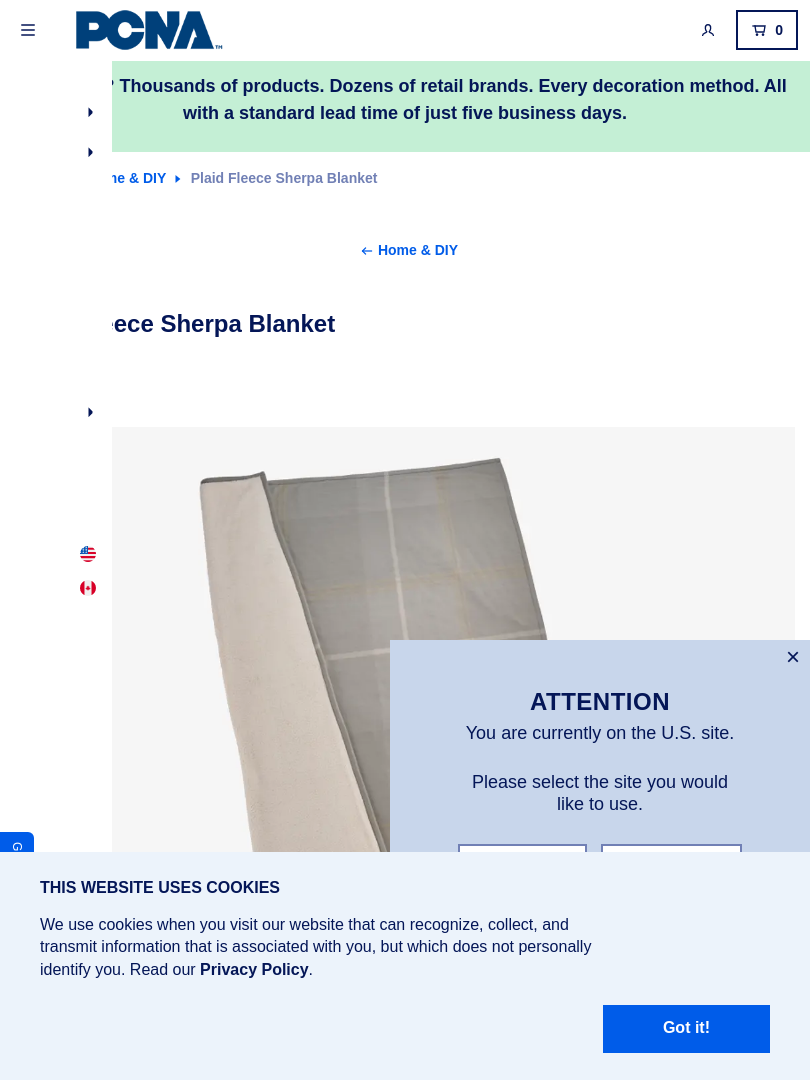 PCNA™
0
? Thousands of products. Dozens of retail brands. Every decoration method. All
with a standard lead time of just five business days.
me & DIY
Plaid Fleece Sherpa Blanket
Home & DIY
eece Sherpa Blanket
ATTENTION
You are currently on the U.S. site.
Please select the site you would
like to use.
G
THIS WEBSITE USES COOKIES
We use cookies when you visit our website that can recognize, collect, and
transmit information that is associated with you, but which does not personally
identify you. Read our Privacy Policy.
Got it!